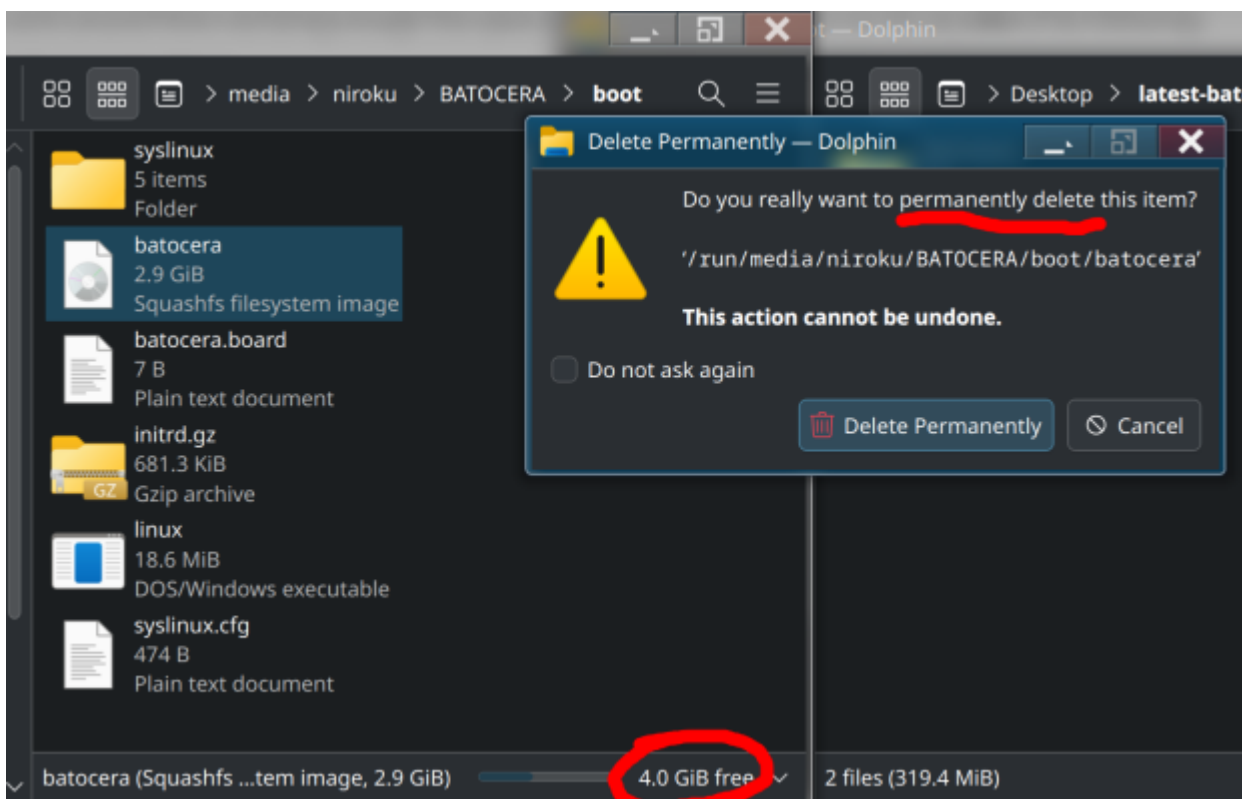 t — Dolphin
> media > niroku > BATOCERA > boot
> Desktop > latest-bat
syslinux
5 items
Folder
batocera
2.9 GiB
Squashfs filesystem image
batocera.board
7 B
Plain text document
initrd.gz
681.3 KiB
GZ
Gzip archive
linux
18.6 MiB
DOS/Windows executable
syslinux.cfg
474 B
Plain text document
Delete Permanently — Dolphin
Do you really want to permanently delete this item?
‘/run/media/niroku/BATOCERA/boot/batocera’
This action cannot be undone.
Do not ask again
Delete Permanently
Cancel
batocera (Squashfs ...tem image, 2.9 GiB)
4.0 GiB free
2 files (319.4 MiB)